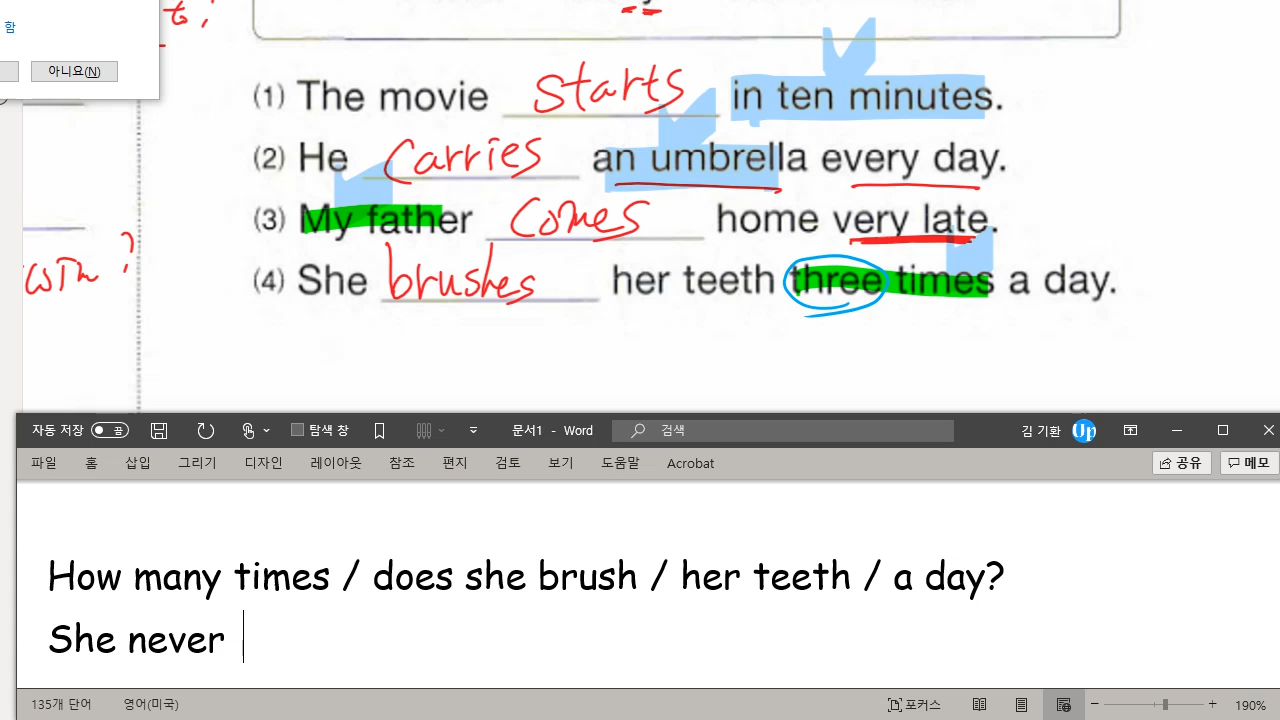 함
아니요(N)
(1) The movie starts in ten minutes.
(2) He carries an umbrella every day.
(3) My father comes home very late.
(4) She brushes her teeth three times a day.
자동 저장 끔 탐색 창 문서1 - Word 검색 김 기환 Up
파일 홈 삽입 그리기 디자인 레이아웃 참조 편지 검토 보기 도움말 Acrobat 공유 메모
How many times / does she brush / her teeth / a day?
She never
135개 단어 영어(미국) 포커스 190%